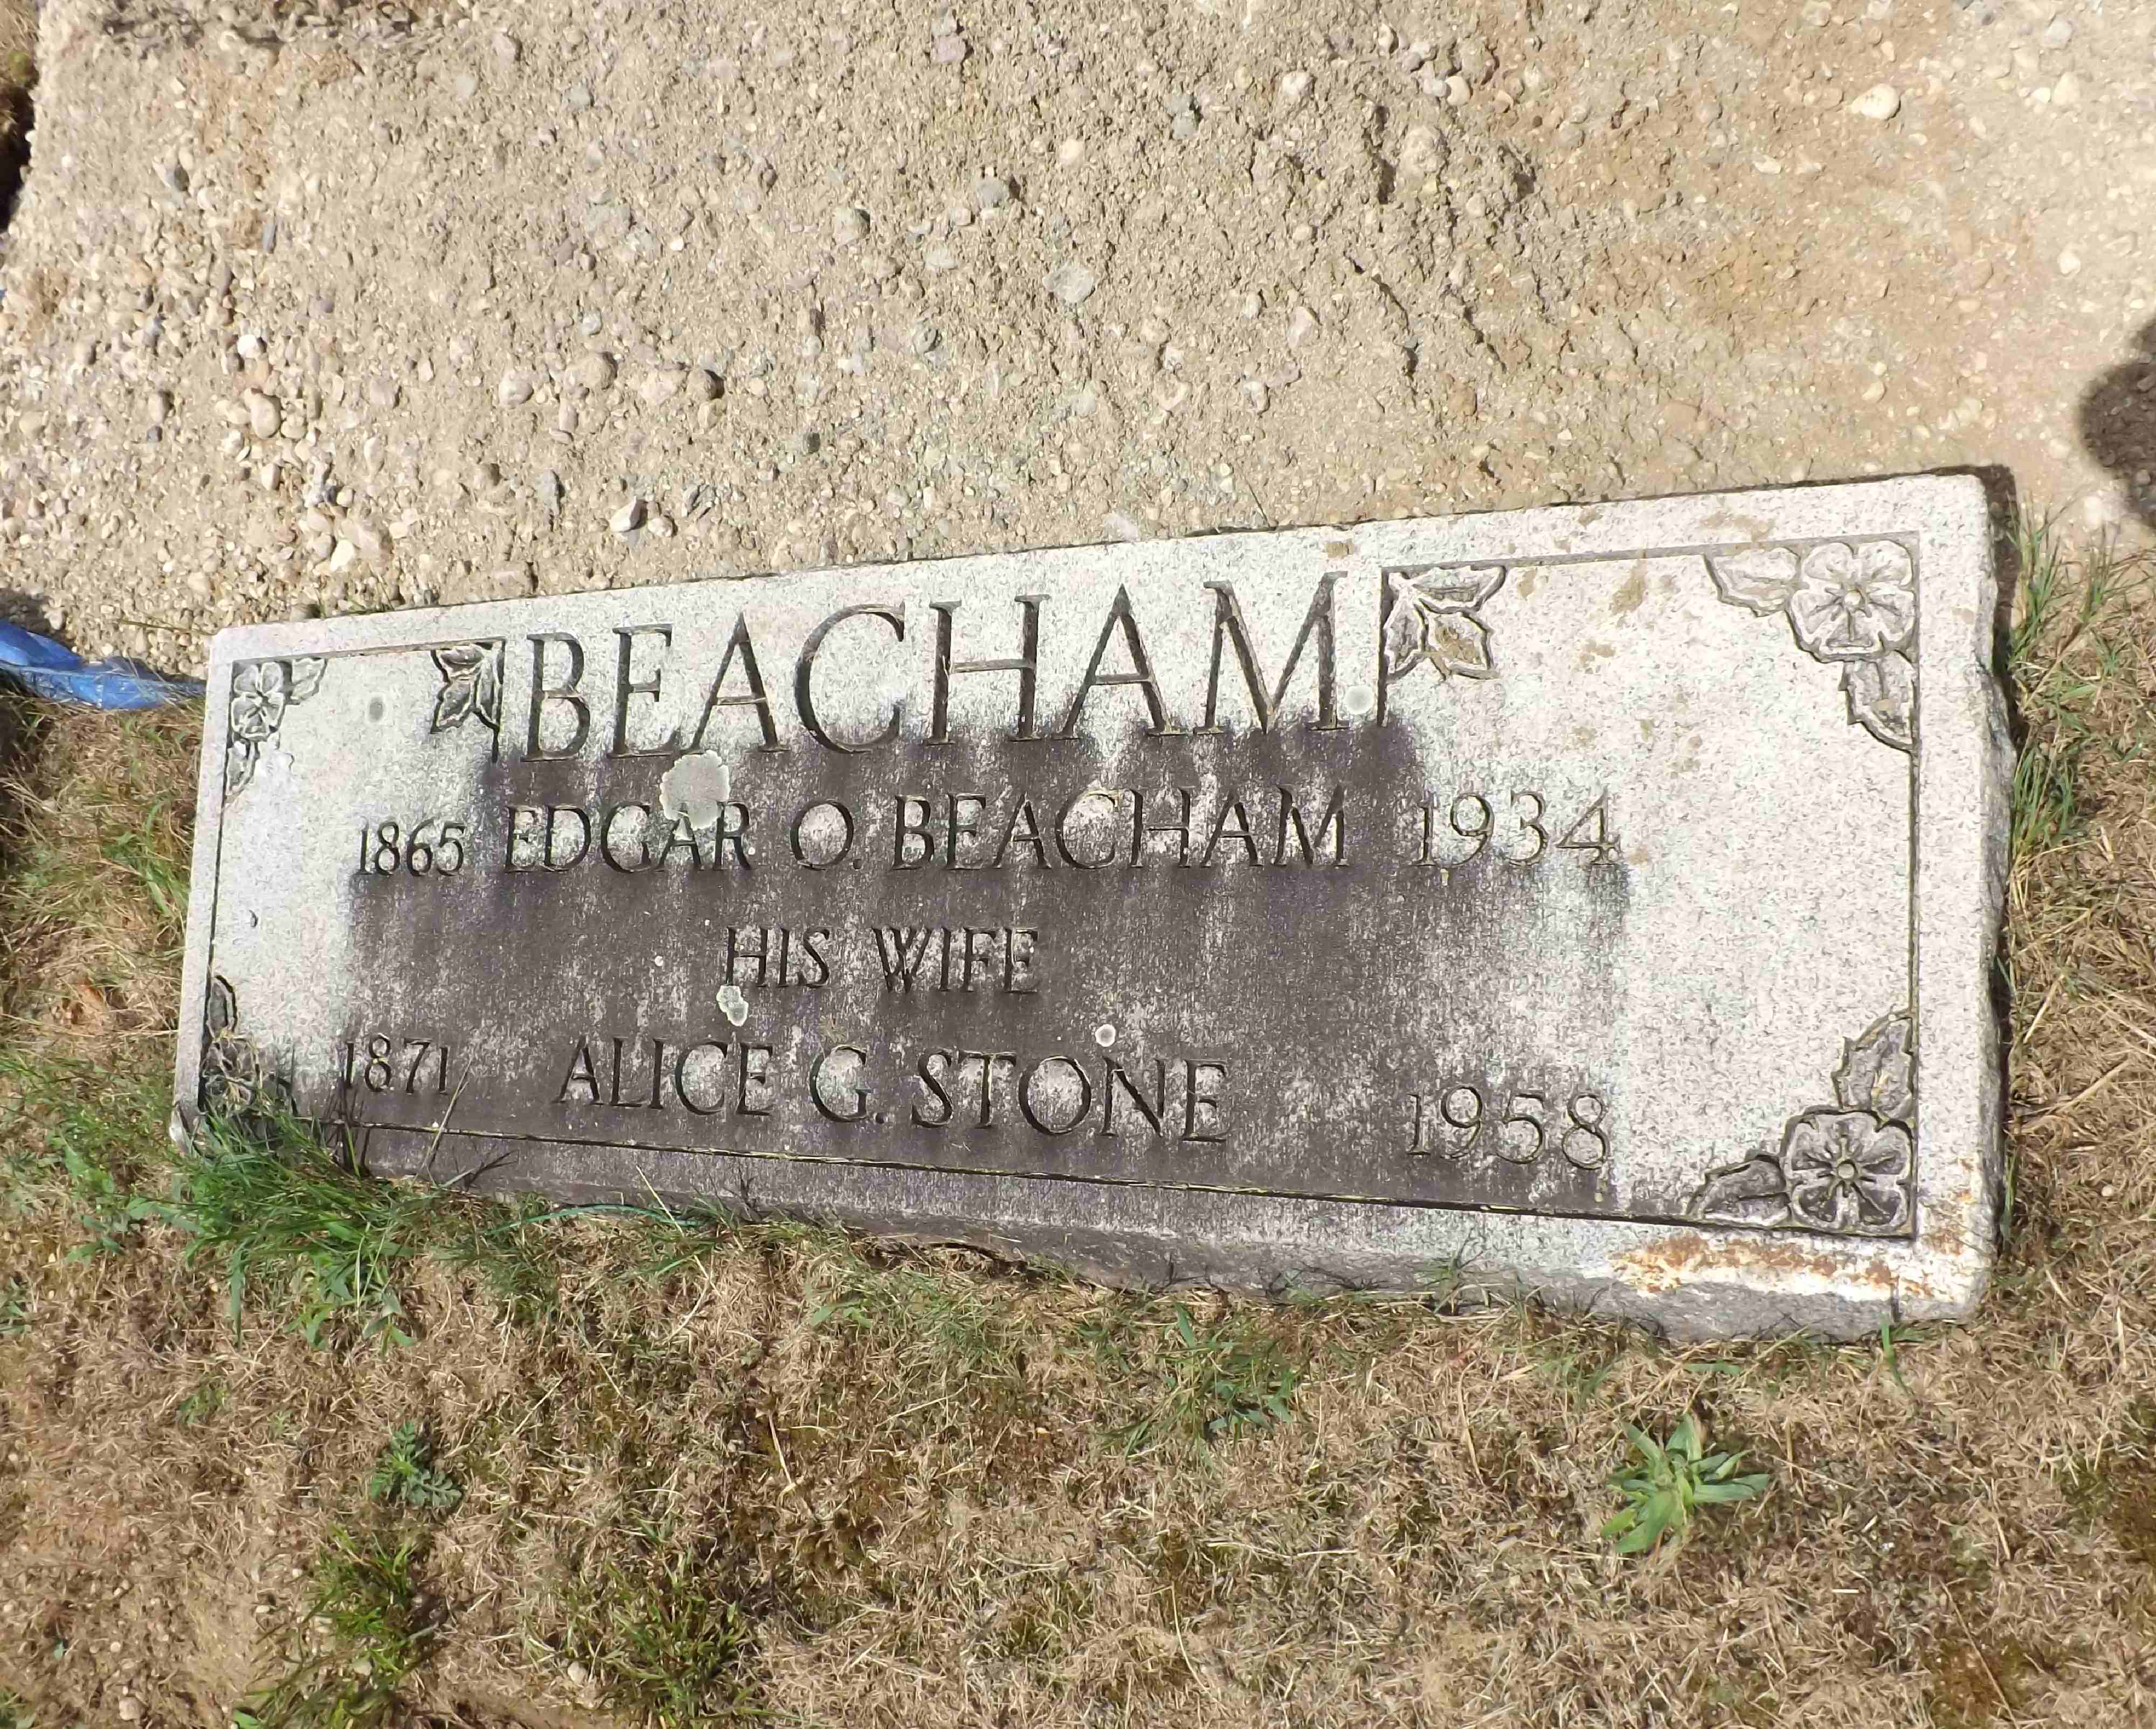 BEACHAM
1865 EDGAR O. BEACHAM 1934
HIS WIFE
1871 ALICE G. STONE 1958